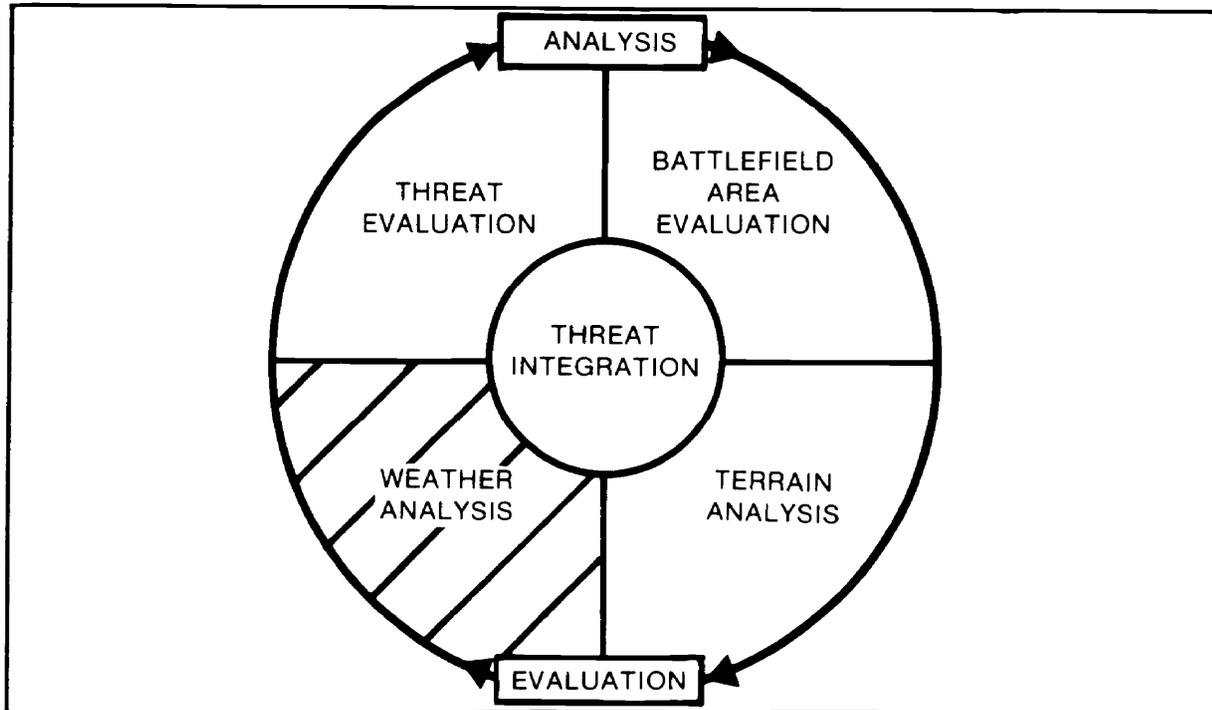 ANALYSIS
THREAT
EVALUATION
BATTLEFIELD
AREA
EVALUATION
THREAT
INTEGRATION
WEATHER
ANALYSIS
TERRAIN
ANALYSIS
EVALUATION